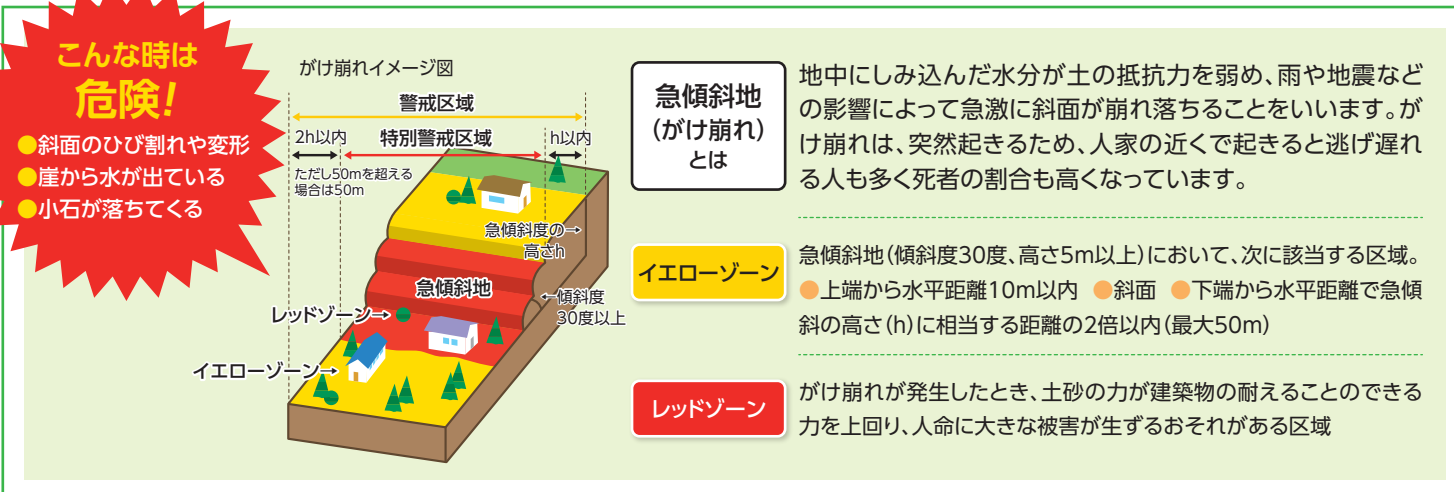 こんな時は
危険!
●斜面のひび割れや変形
●崖から水が出ている
●小石が落ちてくる
がけ崩れイメージ図
警戒区域
2h以内
特別警戒区域
h以内
ただし50mを超える
場合は50m
急傾斜度の→
高さh
急傾斜地
←傾斜度
30度以上
レッドゾーン→
イエローゾーン→
急傾斜地
(がけ崩れ)
とは
地中にしみ込んだ水分が土の抵抗力を弱め、雨や地震など
の影響によって急激に斜面が崩れ落ちることをいいます。が
け崩れは、突然起きるため、人家の近くで起きると逃げ遅れ
る人も多く死者の割合も高くなっています。
イエローゾーン
急傾斜地(傾斜度30度、高さ5m以上)において、次に該当する区域。
●上端から水平距離10m以内 ●斜面 ●下端から水平距離で急傾
斜の高さ(h)に相当する距離の2倍以内(最大50m)
レッドゾーン
がけ崩れが発生したとき、土砂の力が建築物の耐えることのできる
力を上回り、人命に大きな被害が生ずるおそれがある区域